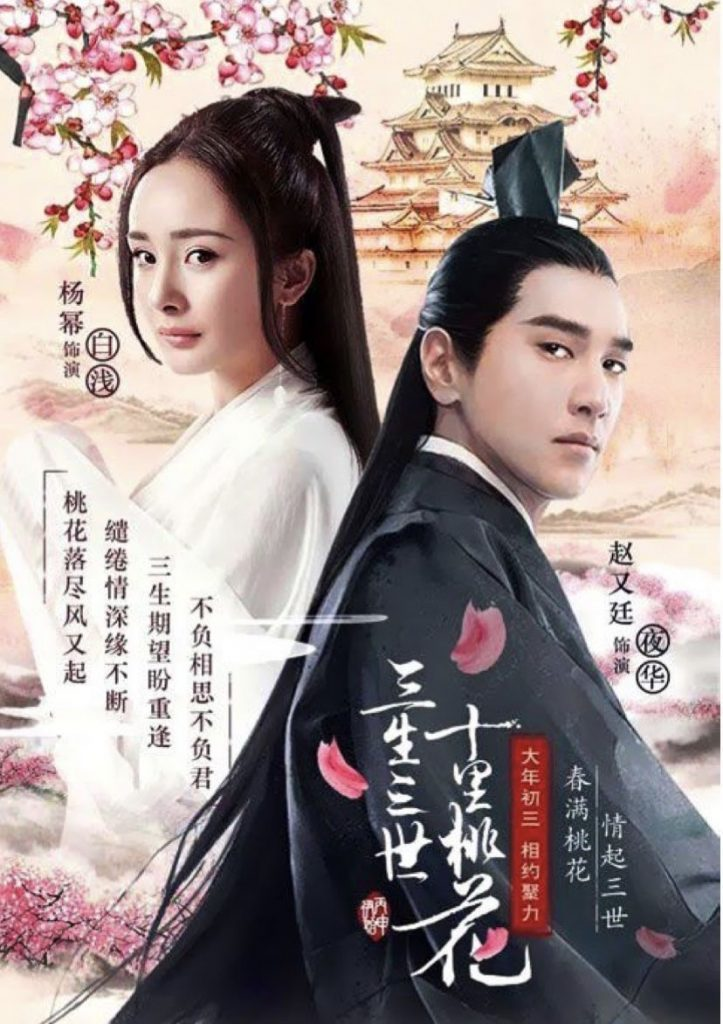 杨幂
饰演
白浅
桃花落尽风又起
缱绻情深缘不断
三生期望盼重逢
不负相思不负君
赵又廷
饰演
夜华
三生三世
十里桃花
大年初三 相约聚力
春满桃花
情起三世